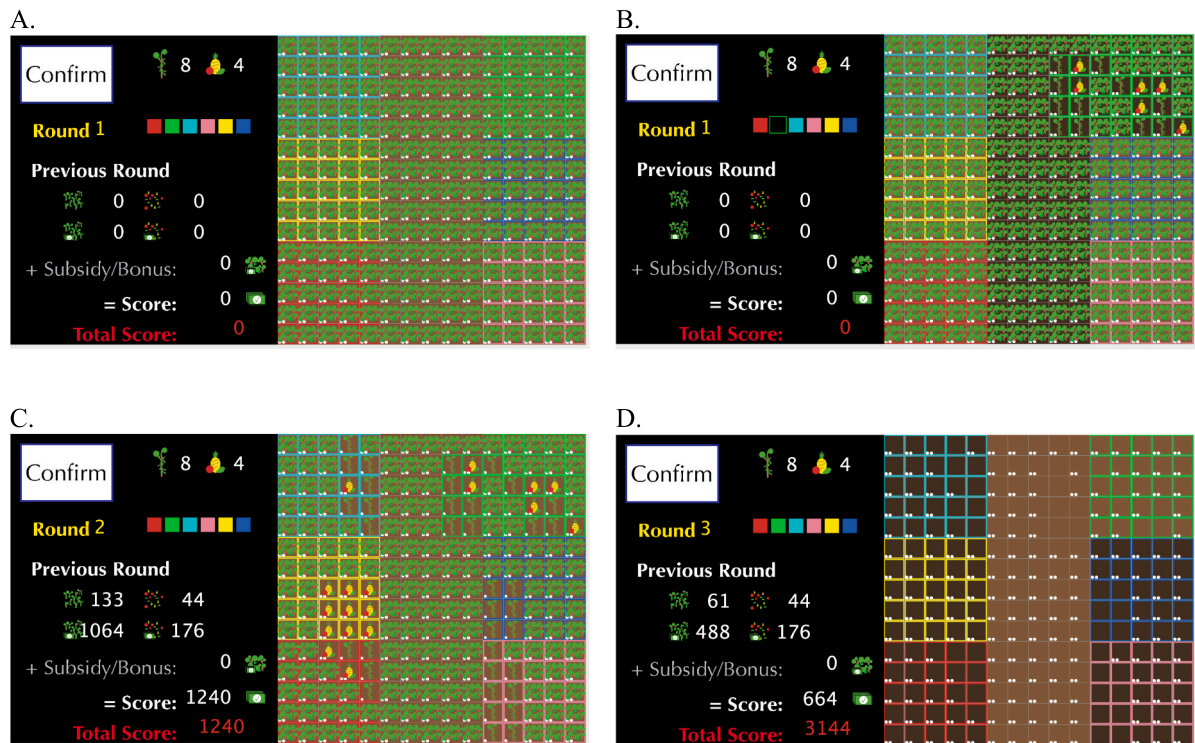 A.
Confirm
8 4
Round 1
Previous Round
0 0
0 0
+ Subsidy/Bonus: 0
= Score: 0
Total Score: 0
B.
Confirm
8 4
Round 1
Previous Round
0 0
0 0
+ Subsidy/Bonus: 0
= Score: 0
Total Score: 0
C.
Confirm
8 4
Round 2
Previous Round
133 44
1064 176
+ Subsidy/Bonus: 0
= Score: 1240
Total Score: 1240
D.
Confirm
8 4
Round 3
Previous Round
61 44
488 176
+ Subsidy/Bonus: 0
= Score: 664
Total Score: 3144